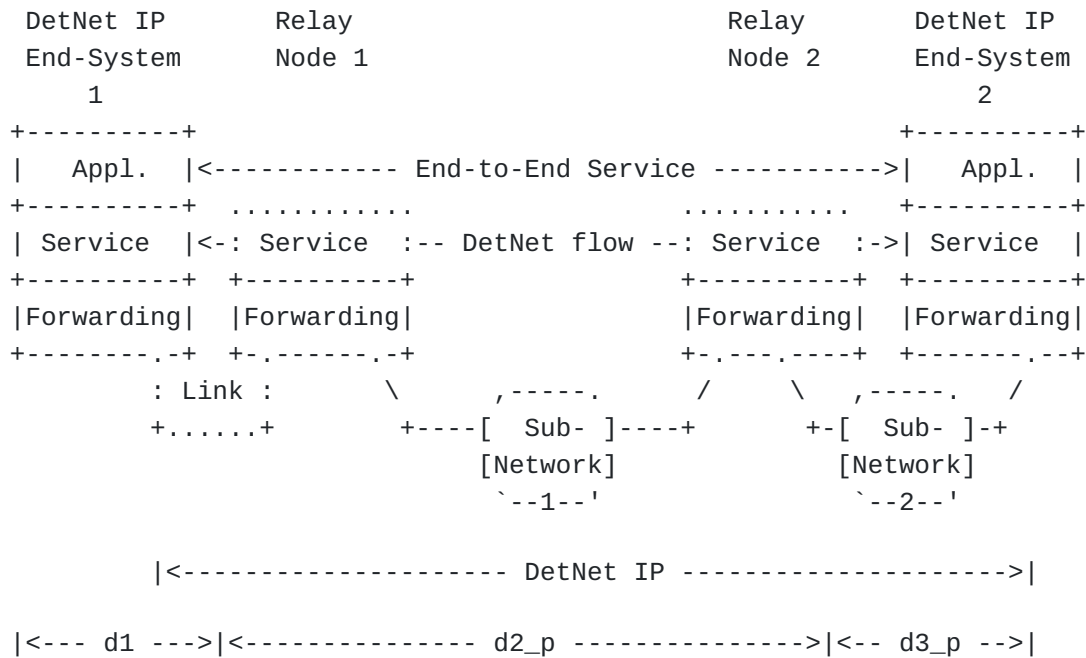 DetNet IP       Relay                        Relay       DetNet IP
 End-System      Node 1                       Node 2      End-System
     1                                                        2
+----------+                                             +----------+
|   Appl.  |<------------ End-to-End Service ----------->|   Appl.  |
+----------+  ............                 ...........   +----------+
| Service  |<-: Service  :-- DetNet flow --: Service  :->| Service  |
+----------+  +----------+                 +----------+  +----------+
|Forwarding|  |Forwarding|                 |Forwarding|  |Forwarding|
+--------.-+  +-.------.-+                 +-.---.----+  +-------.--+
         : Link :       \      ,-----.      /     \   ,-----.   /
         +......+        +----[  Sub- ]----+       +-[  Sub- ]-+
                              [Network]              [Network]
                               `--1--'                `--2--'
         |<--------------------- DetNet IP --------------------->|
|<--- d1 --->|<--------------- d2_p --------------->|<-- d3_p -->|